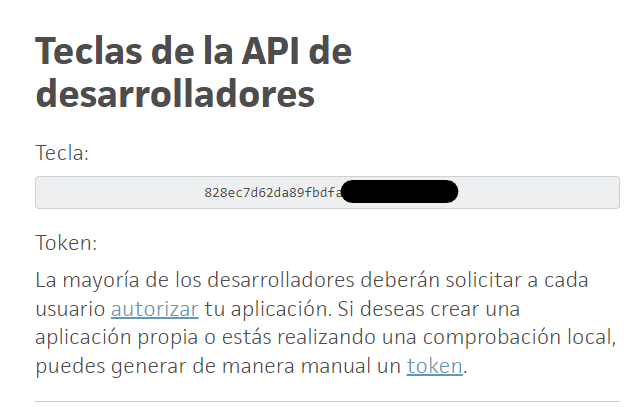 Teclas de la API de
desarrolladores
Tecla:
828ec7d62da89fbdfa
Token:
La mayoría de los desarrolladores deberán solicitar a cada
usuario autorizar tu aplicación. Si deseas crear una
aplicación propia o estás realizando una comprobación local,
puedes generar de manera manual un token.